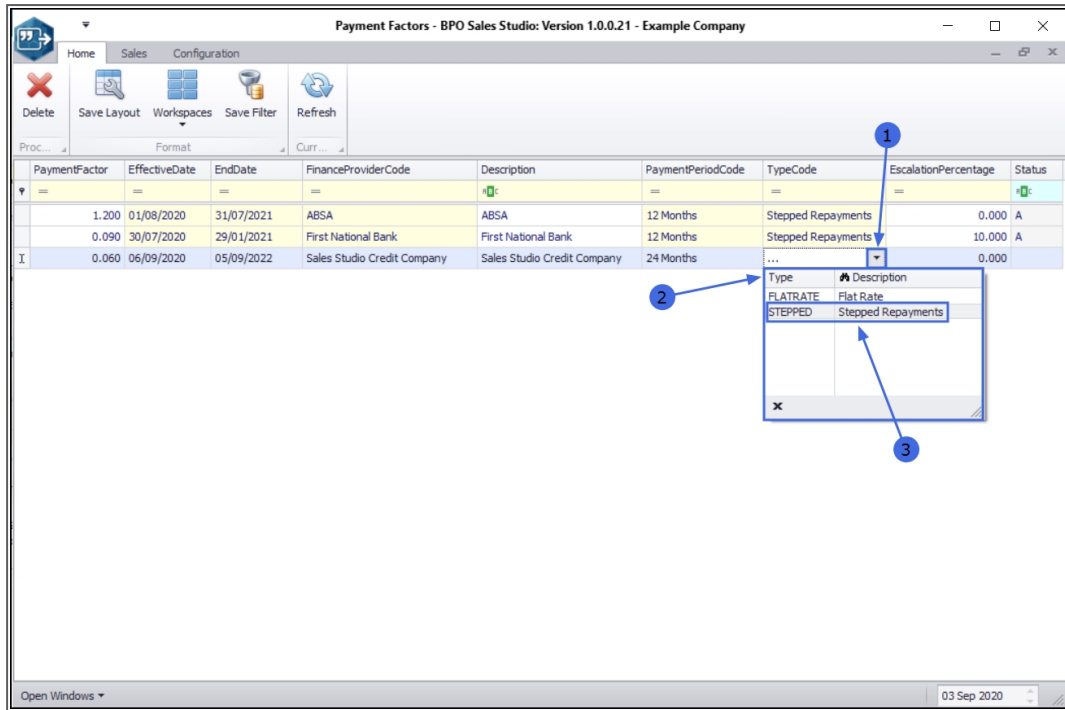 Payment Factors - BPO Sales Studio: Version 1.0.0.21 - Example Company
Home Sales Configuration
Delete Save Layout Workspaces Save Filter Refresh
Proc... Format Curr...
1
PaymentFactor EffectiveDate EndDate FinanceProviderCode Description PaymentPeriodCode TypeCode EscalationPercentage Status
= = = = = = =
1.200 01/08/2020 31/07/2021 ABSA ABSA 12 Months Stepped Repayments 0.000 A
0.090 30/07/2020 29/01/2021 First National Bank First National Bank 12 Months Stepped Repayments 10.000 A
0.060 06/09/2020 05/09/2022 Sales Studio Credit Company Sales Studio Credit Company 24 Months ... 0.000
Type Description
2
FLATRATE Flat Rate
STEPPED Stepped Repayments
x
3
Open Windows 03 Sep 2020